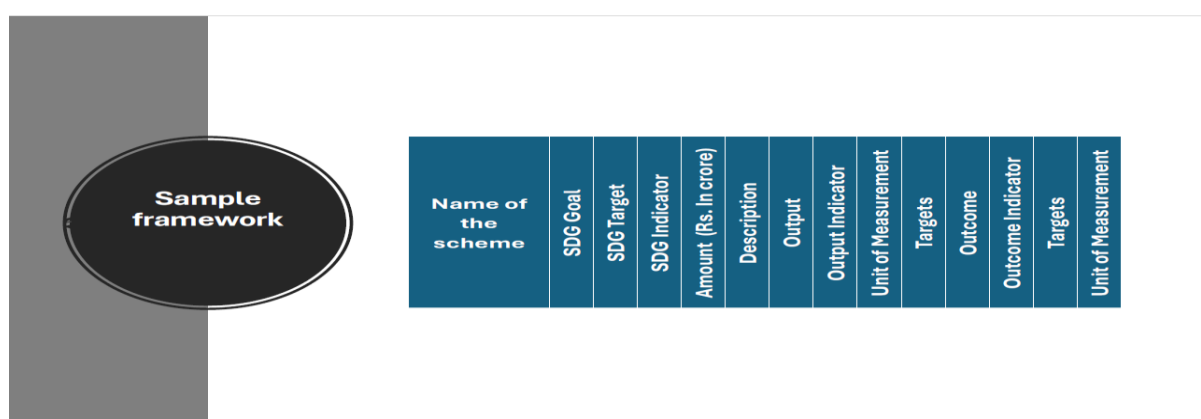 Sample
framework
Name of
the
scheme
SDG Goal
SDG Target
SDG Indicator
Amount (Rs. In crore)
Description
Output
Output Indicator
Unit of Measurement
Targets
Outcome
Outcome Indicator
Targets
Unit of Measurement